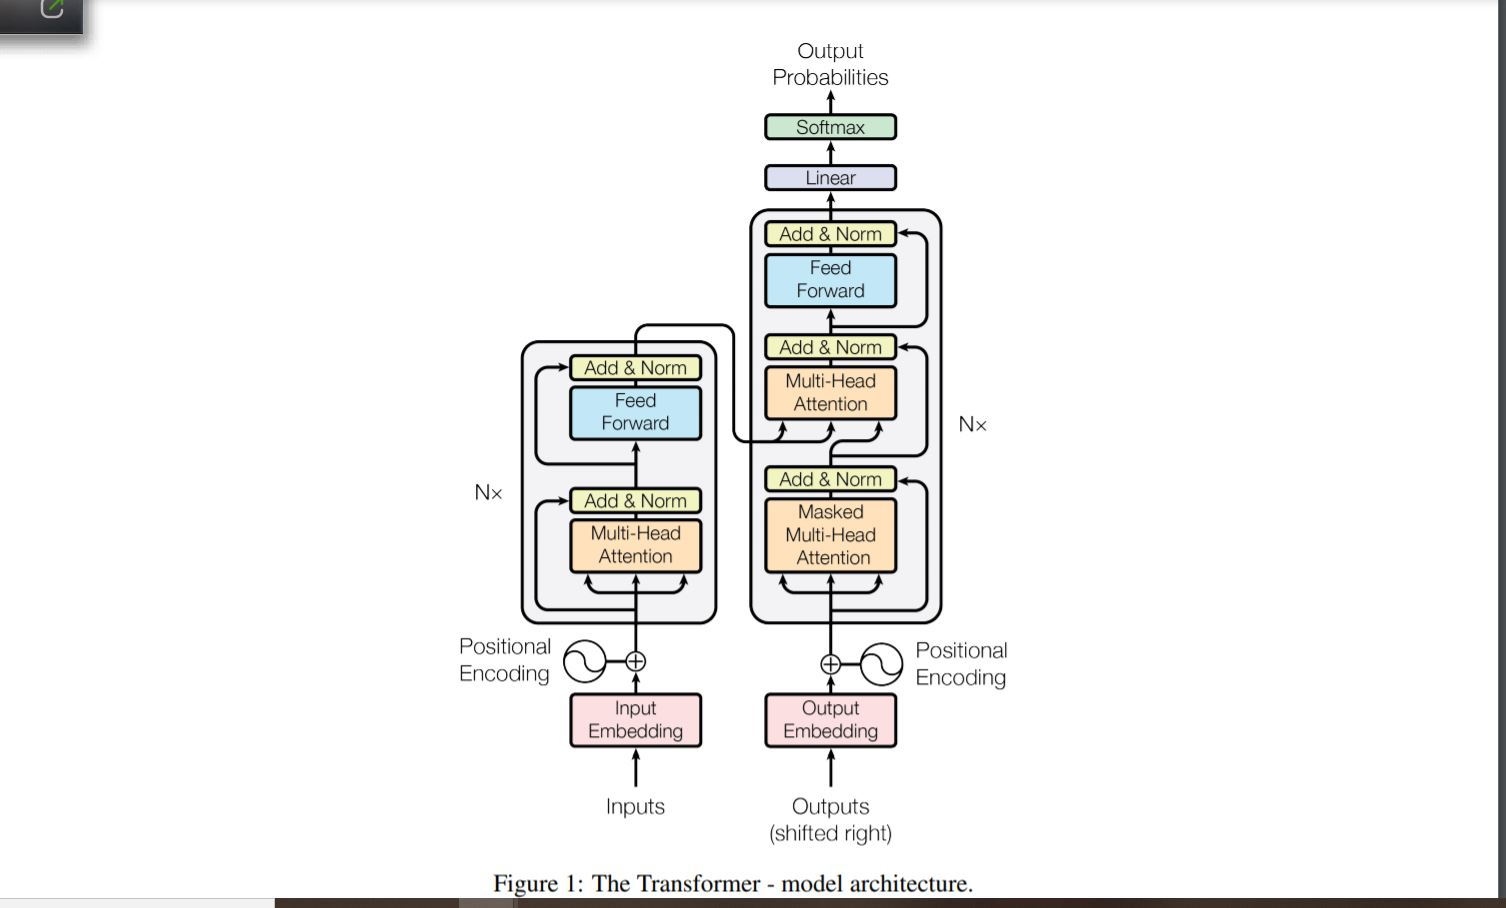 Output
Probabilities
Softmax
Linear
Add & Norm
Feed
Forward
Add & Norm
Multi-Head
Attention
Nx
Add & Norm
Masked
Multi-Head
Attention
Add & Norm
Feed
Forward
Nx
Add & Norm
Multi-Head
Attention
Positional
Encoding
Positional
Encoding
Input
Embedding
Output
Embedding
Inputs
Outputs
(shifted right)
Figure 1: The Transformer - model architecture.